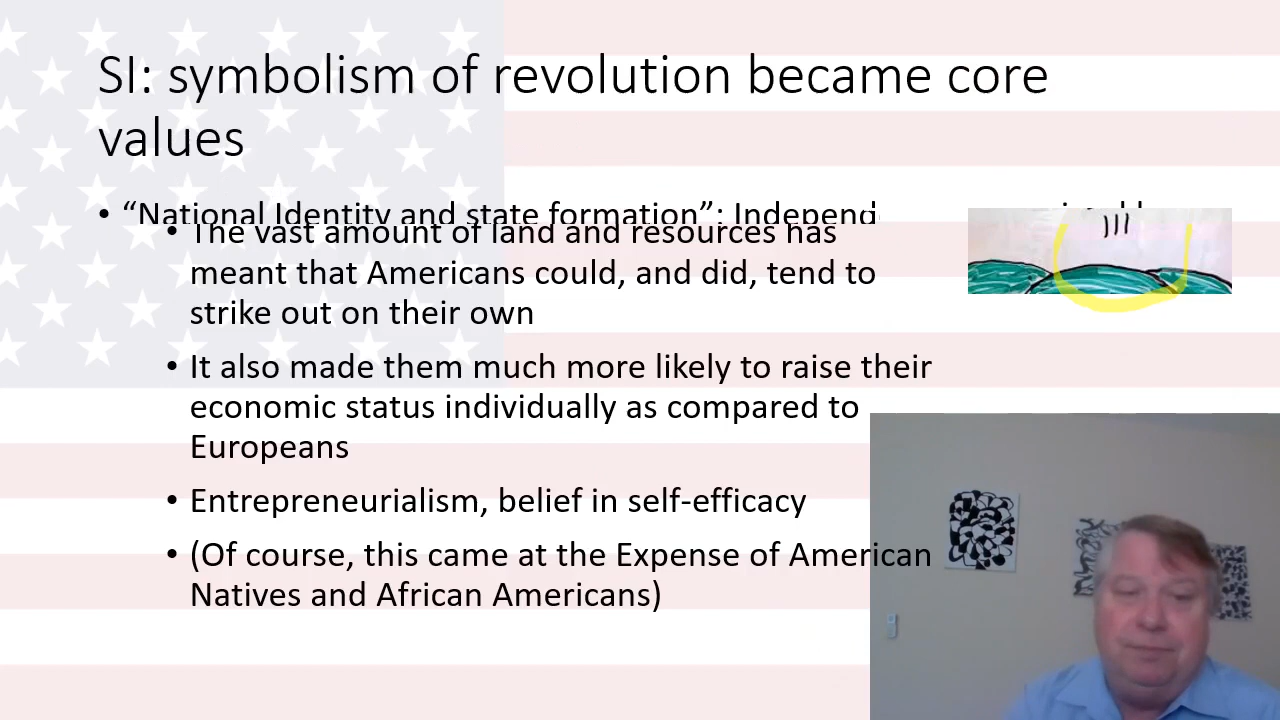 SI: symbolism of revolution became core
values
• “National Identity and state formation”: Independ
• The vast amount of land and resources has
meant that Americans could, and did, tend to
strike out on their own
• It also made them much more likely to raise their
economic status individually as compared to
Europeans
• Entrepreneurialism, belief in self-efficacy
• (Of course, this came at the Expense of American
Natives and African Americans)